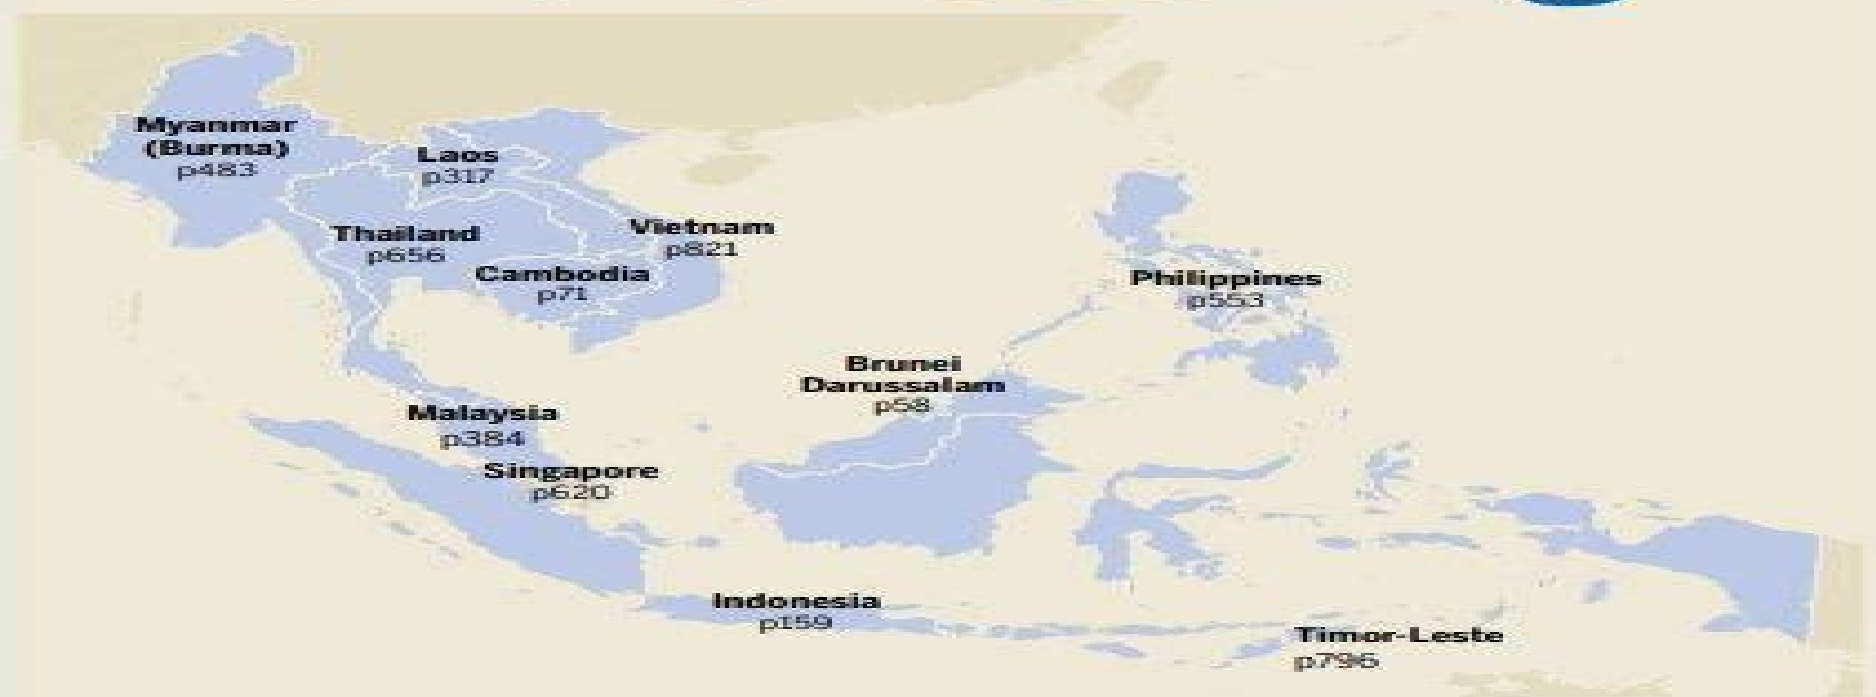 Myanmar
(Burma)
p483
Laos
p317
Thailand
p656
Vietnam
p821
Cambodia
p71
Philippines
p553
Brunei
Darussalam
p58
Malaysia
p384
Singapore
p620
Indonesia
p159
Timor-Leste
p796